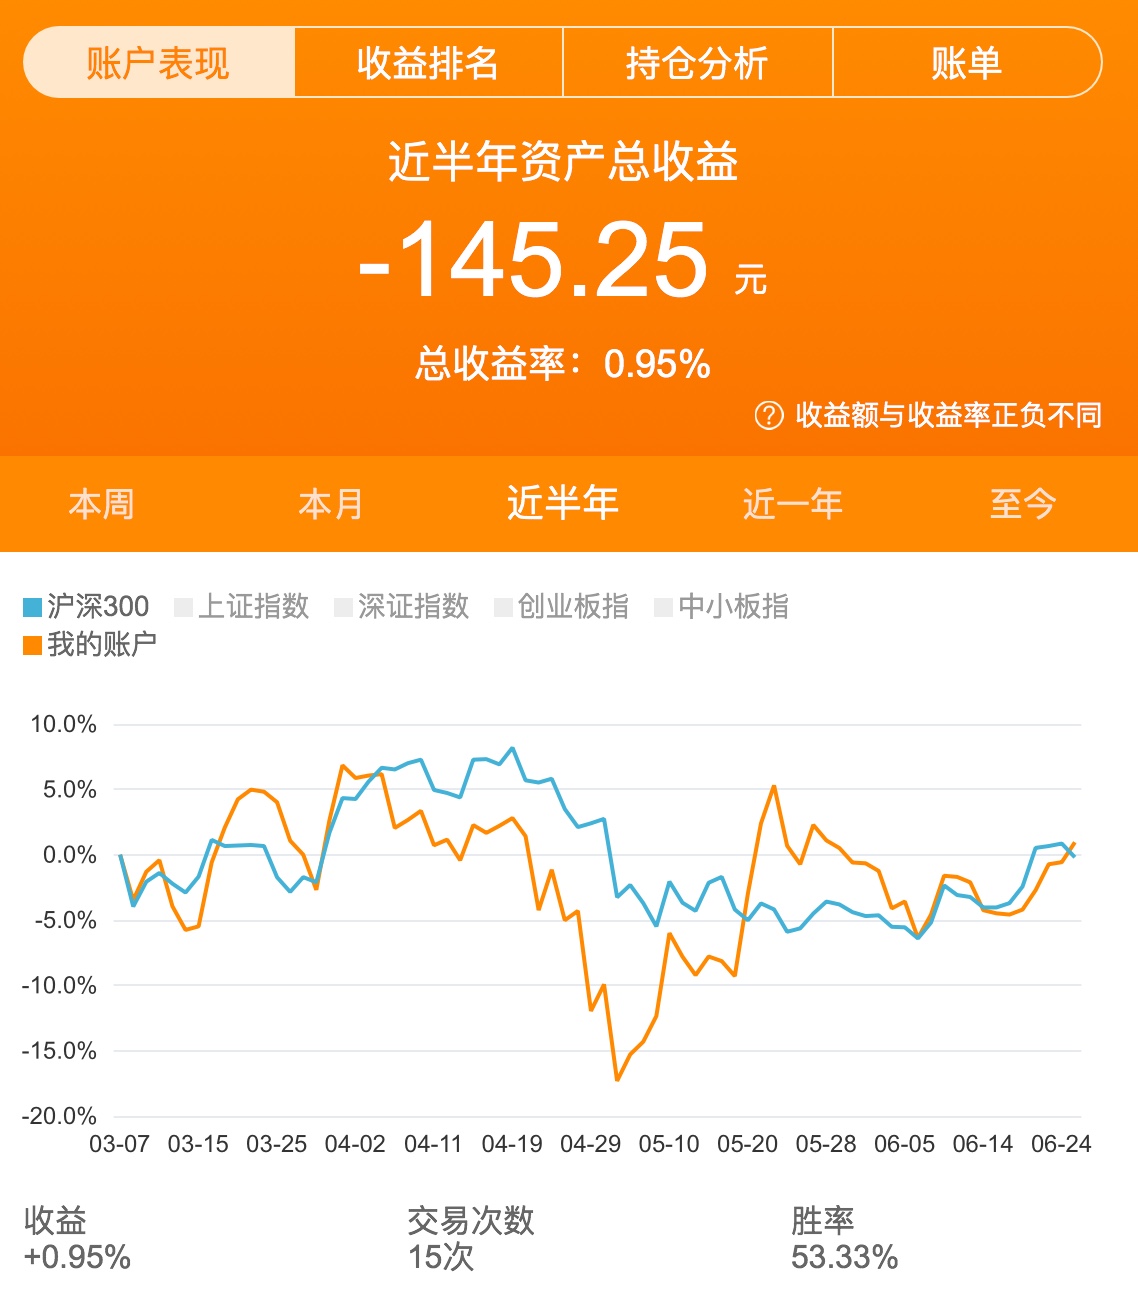 账户表现 收益排名 持仓分析 账单
近半年资产总收益
-145.25 元
总收益率：0.95%
? 收益额与收益率正负不同
本周 本月 近半年 近一年 至今
沪深300 上证指数 深证指数 创业板指 中小板指
我的账户
10.0%
5.0%
0.0%
-5.0%
-10.0%
-15.0%
-20.0%
03-07 03-15 03-25 04-02 04-11 04-19 04-29 05-10 05-20 05-28 06-05 06-14 06-24
收益 交易次数 胜率
+0.95% 15次 53.33%